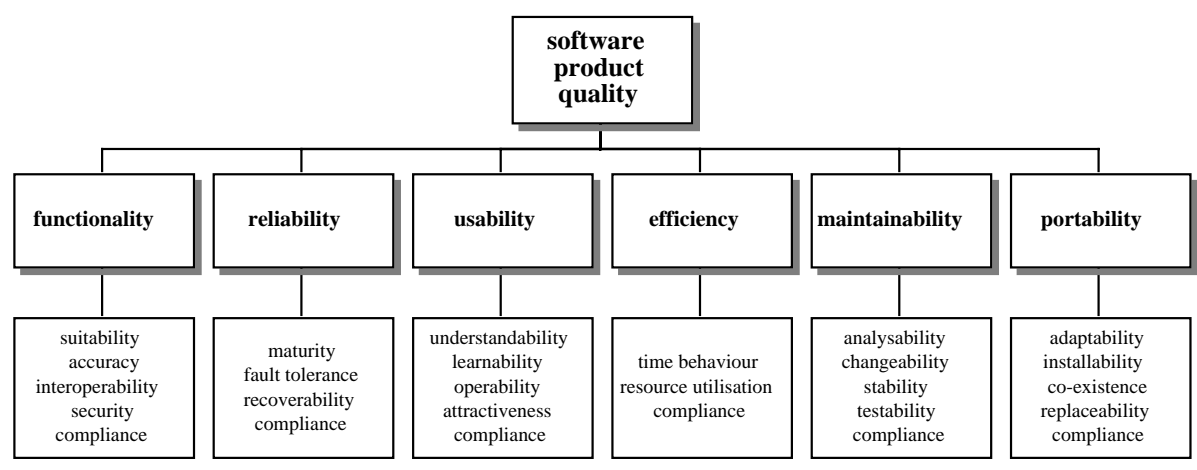 software
product
quality
functionality
reliability
usability
efficiency
maintainability
portability
suitability
accuracy
interoperability
security
compliance
maturity
fault tolerance
recoverability
compliance
understandability
learnability
operability
attractiveness
compliance
time behaviour
resource utilisation
compliance
analysability
changeability
stability
testability
compliance
adaptability
installability
co-existence
replaceability
compliance